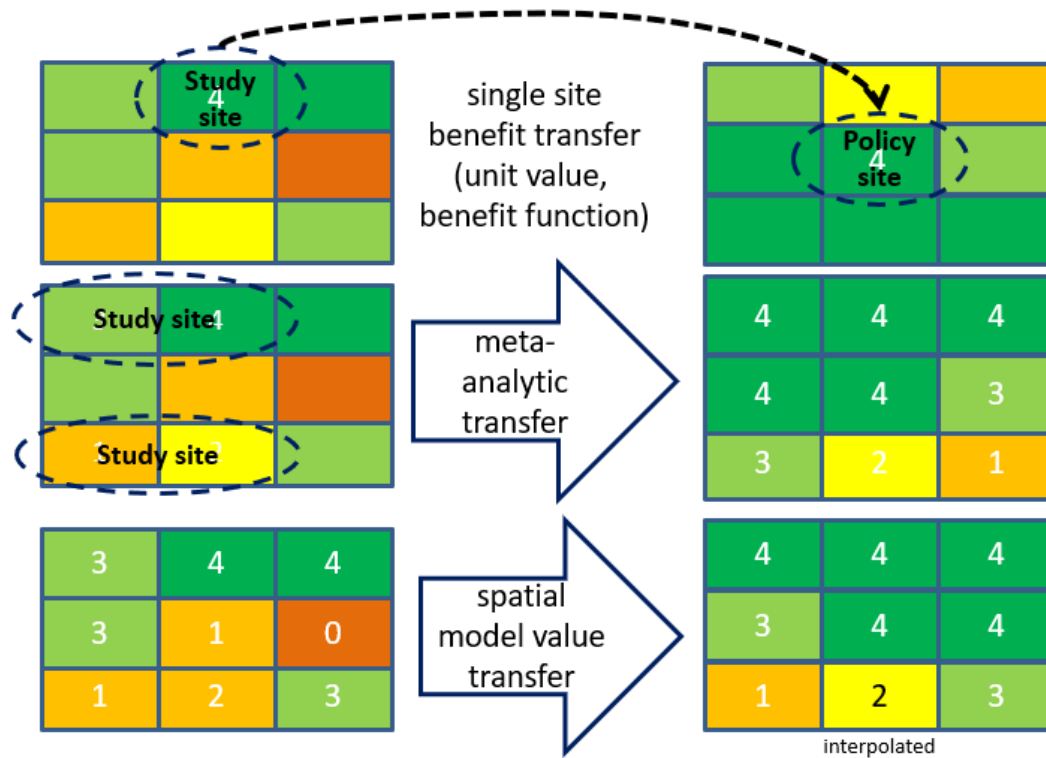 Study
4
site
single site
benefit transfer
(unit value,
benefit function)
Policy
4
site
Study site 4
Study site 2
meta-
analytic
transfer
4 4 4
4 4 3
3 2 1
3 4 4
3 1 0
1 2 3
spatial
model value
transfer
4 4 4
3 4 4
1 2 3
interpolated